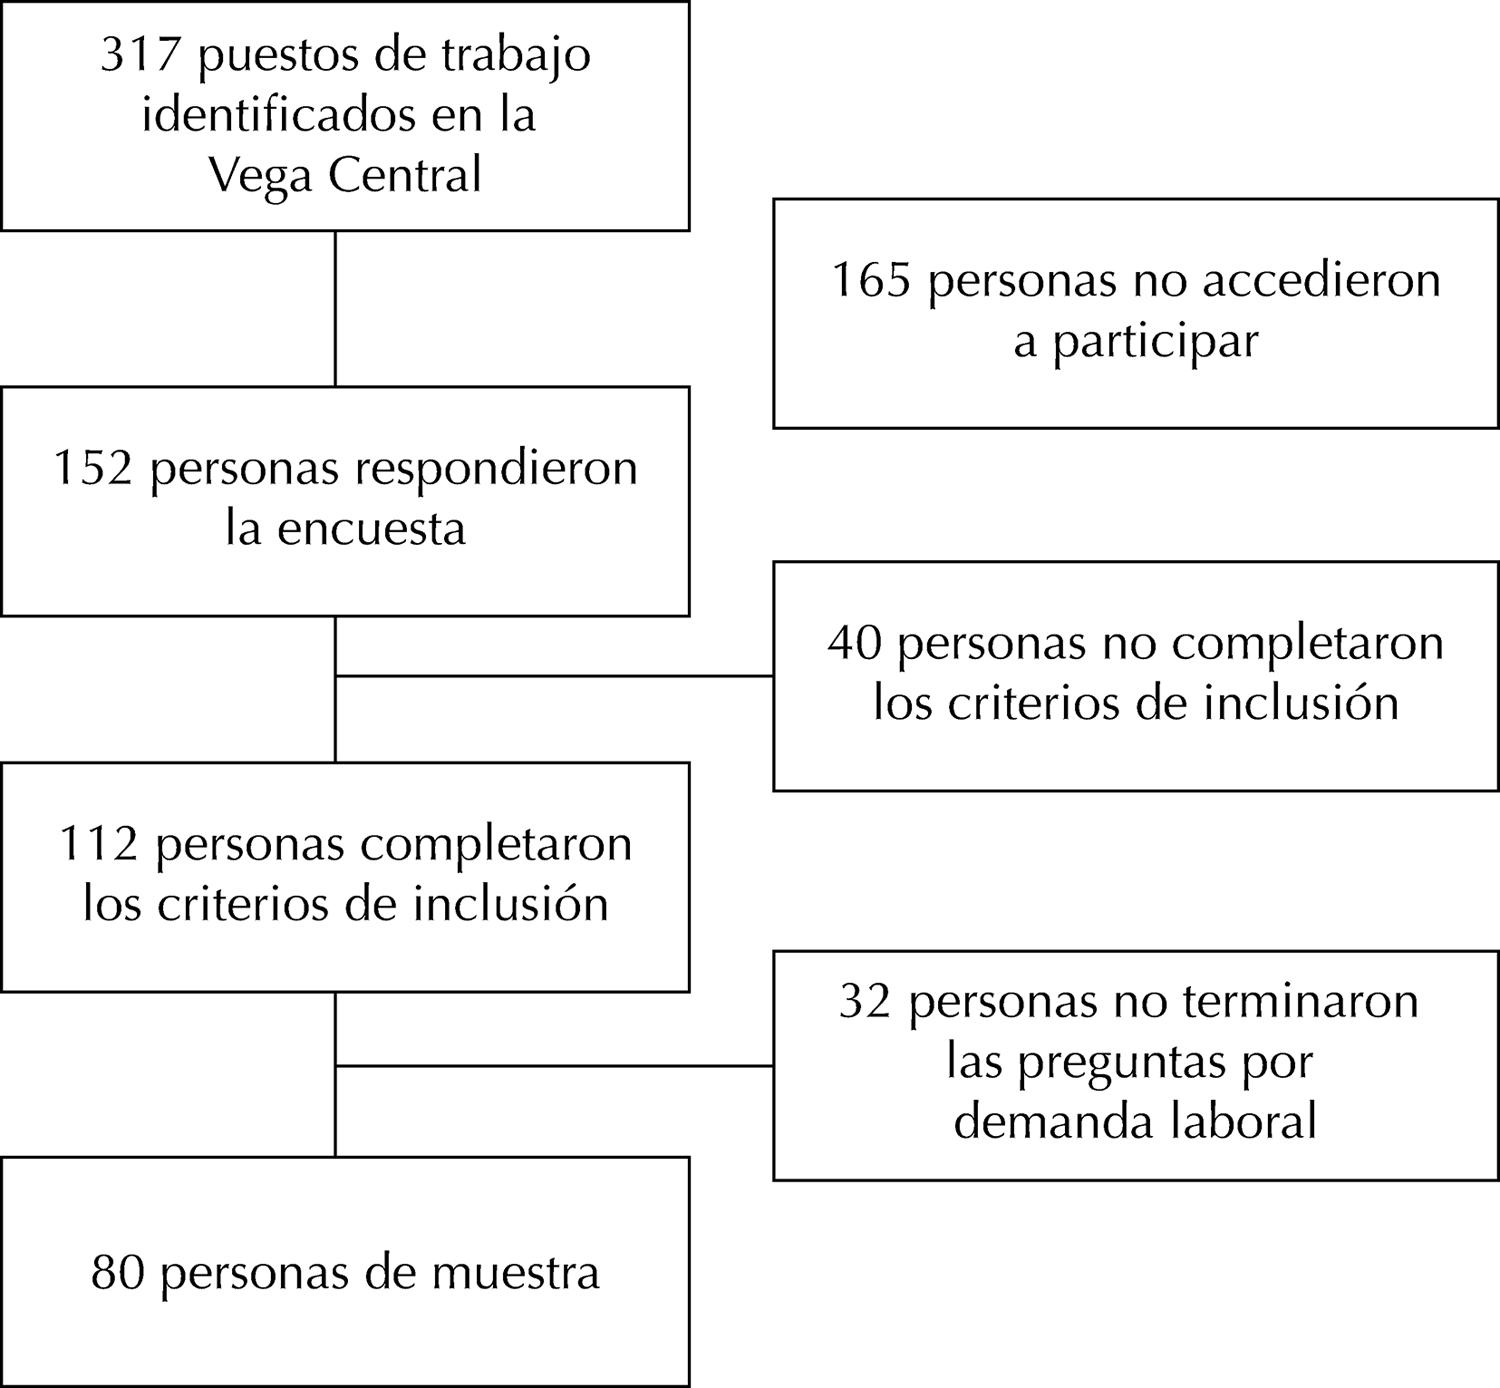 317 puestos de trabajo
identificados en la
Vega Central
165 personas no accedieron
a participar
152 personas respondieron
la encuesta
40 personas no completaron
los criterios de inclusión
112 personas completaron
los criterios de inclusión
32 personas no terminaron
las preguntas por
demanda laboral
80 personas de muestra